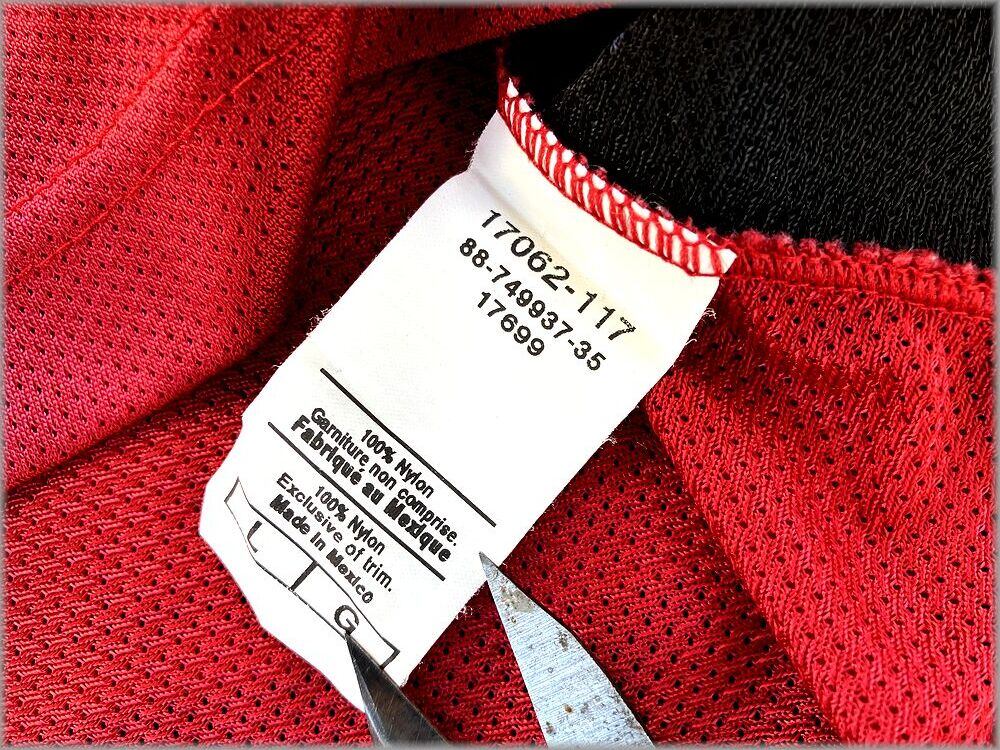 17062-117
88-749937-35
17699
100% Nylon
Garniture non comprise.
Fabriqué au Mexique
100% Nylon
Exclusive of trim.
Made in Mexico
L G